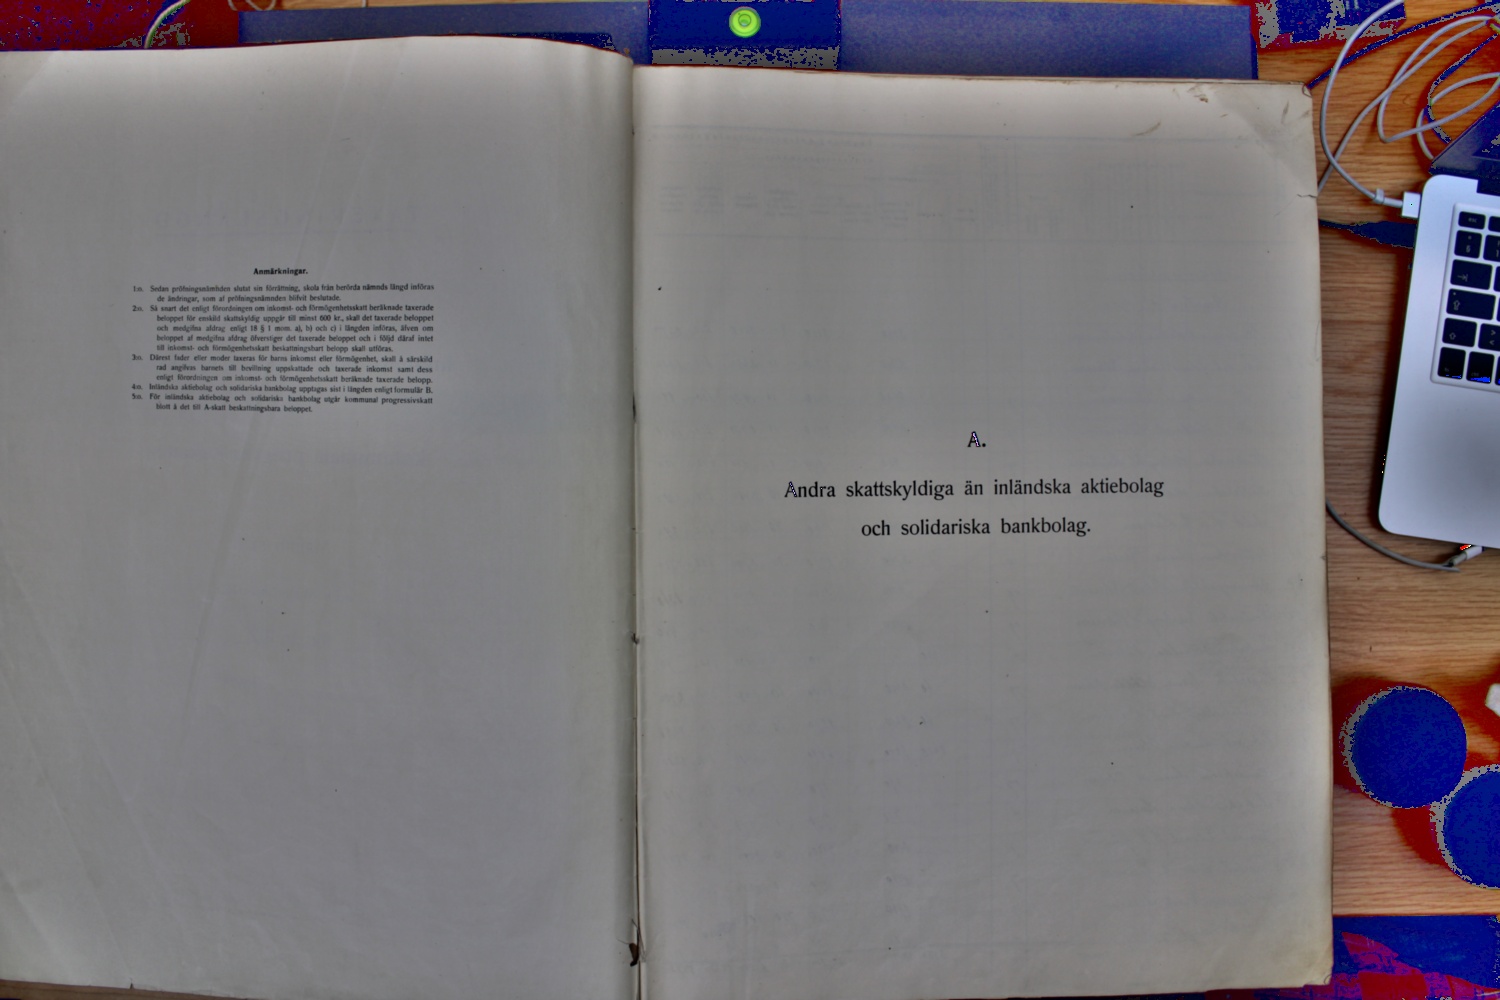 Anmärkningar.
1:o. Sedan pröfningsnämnden slutat sin förrättning, skola från berörda nämnds längd införas
de ändringar, som af pröfningsnämnden blifvit beslutade.
2:o. Så snart det enligt förordningen om inkomst- och förmögenhetsskatt beräknade taxerade
beloppet för enskild skattskyldig uppgår till minst 600 kr., skall det taxerade beloppet
och medgifna afdrag enligt 18 § 1 mom. a), b) och c) i längden införas, äfven om
beloppet af medgifna afdrag öfverstiger det taxerade beloppet och i följd däraf intet
till inkomst- och förmögenhetsskatt beskattningsbart belopp skall utföras.
3:o. Därest fader eller moder taxeras för barns inkomst eller förmögenhet, skall å särskild
rad angifvas barnets till bevillning uppskattade och taxerade inkomst samt dess
enligt förordningen om inkomst- och förmögenhetsskatt beräknade taxerade belopp.
4:o. Inländska aktiebolag och solidariska bankbolag upptagas sist i längden enligt formulär B.
5:o. För inländska aktiebolag och solidariska bankbolag utgår kommunal progressivskatt
blott å det till A-skatt beskattningsbara beloppet.
A.
Andra skattskyldiga än inländska aktiebolag
och solidariska bankbolag.